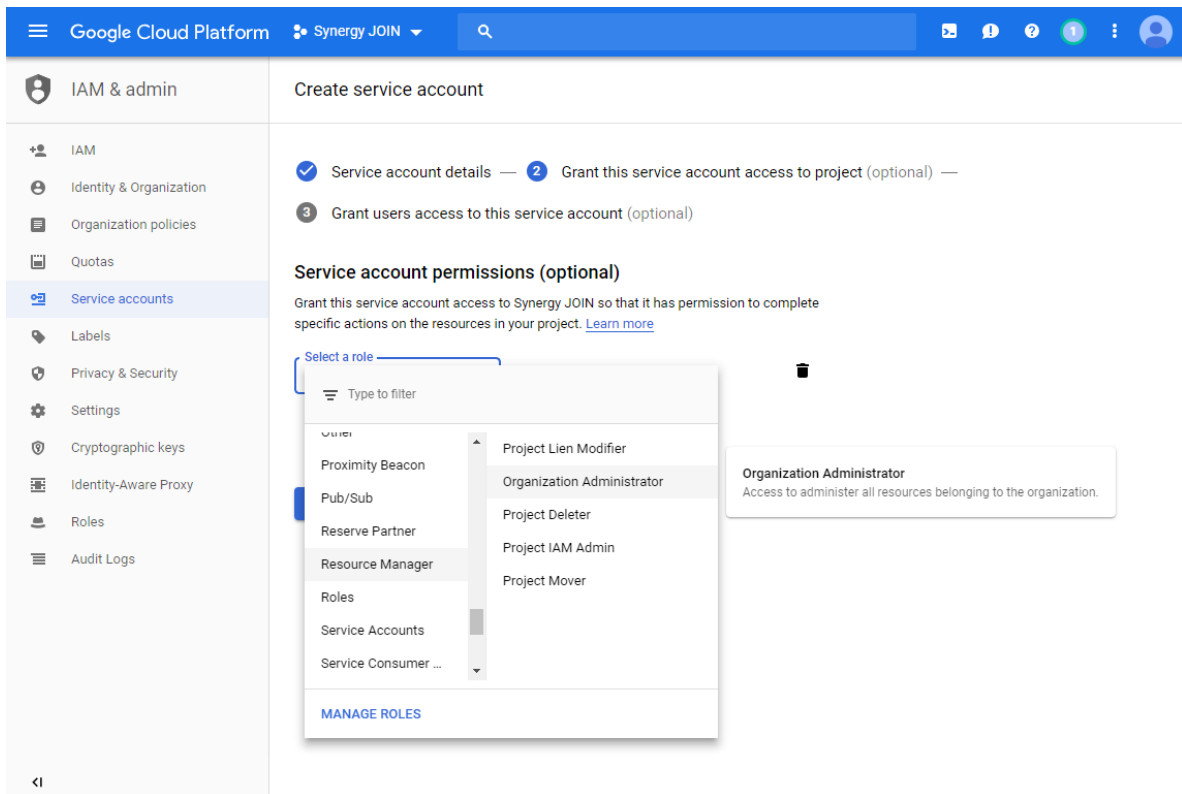 Google Cloud Platform
Synergy JOIN
1
IAM & admin
Create service account
IAM
Identity & Organization
Organization policies
Quotas
Service accounts
Labels
Privacy & Security
Settings
Cryptographic keys
Identity-Aware Proxy
Roles
Audit Logs
Service account details — 2 Grant this service account access to project (optional) —
3 Grant users access to this service account (optional)
Service account permissions (optional)
Grant this service account access to Synergy JOIN so that it has permission to complete
specific actions on the resources in your project. Learn more
Select a role
Type to filter
Other
Proximity Beacon
Pub/Sub
Reserve Partner
Resource Manager
Roles
Service Accounts
Service Consumer ...
Project Lien Modifier
Organization Administrator
Project Deleter
Project IAM Admin
Project Mover
MANAGE ROLES
Organization Administrator
Access to administer all resources belonging to the organization.